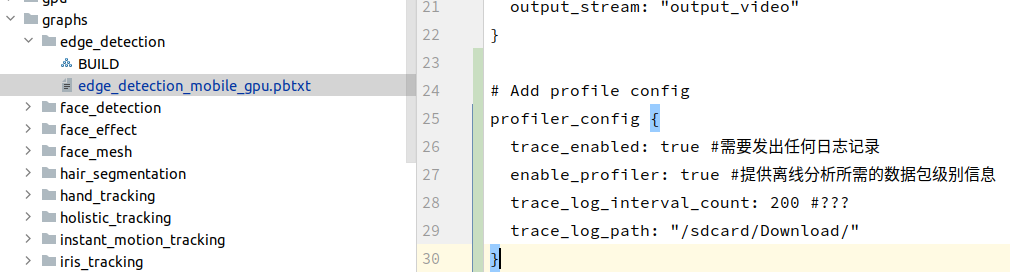 gpu
graphs
edge_detection
BUILD
edge_detection_mobile_gpu.pbtxt
face_detection
face_effect
face_mesh
hair_segmentation
hand_tracking
holistic_tracking
instant_motion_tracking
iris_tracking
21 output_stream: "output_video"
22 }
23
24 # Add profile config
25 profiler_config {
26 trace_enabled: true #需要发出任何日志记录
27 enable_profiler: true #提供离线分析所需的数据包级别信息
28 trace_log_interval_count: 200 #???
29 trace_log_path: "/sdcard/Download/"
30 }